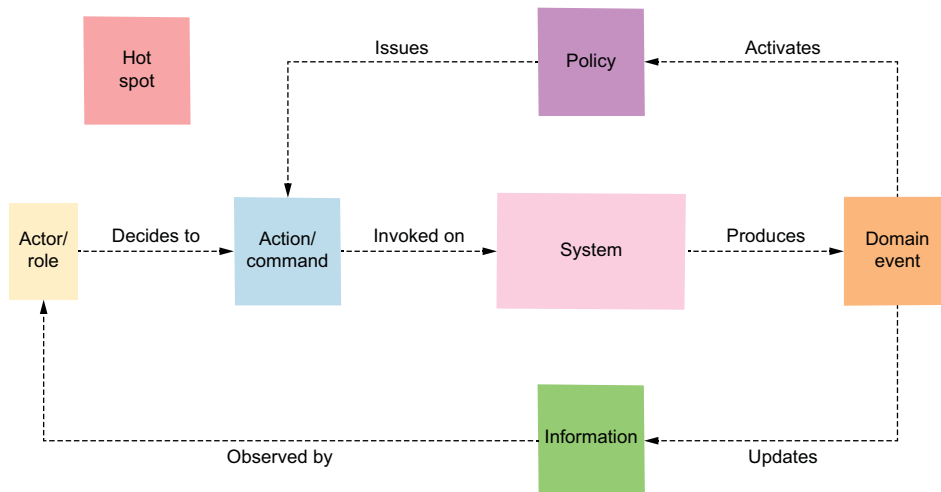 Hot
spot
Issues
Policy
Activates
Actor/
role
Decides to
Action/
command
Invoked on
System
Produces
Domain
event
Information
Observed by
Updates